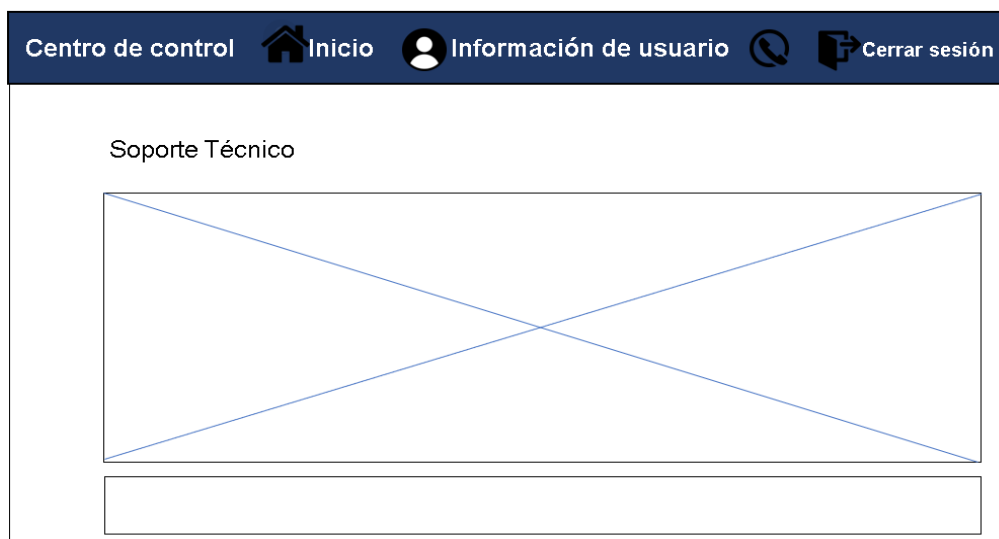 Centro de control Inicio Información de usuario Cerrar sesión
Soporte Técnico